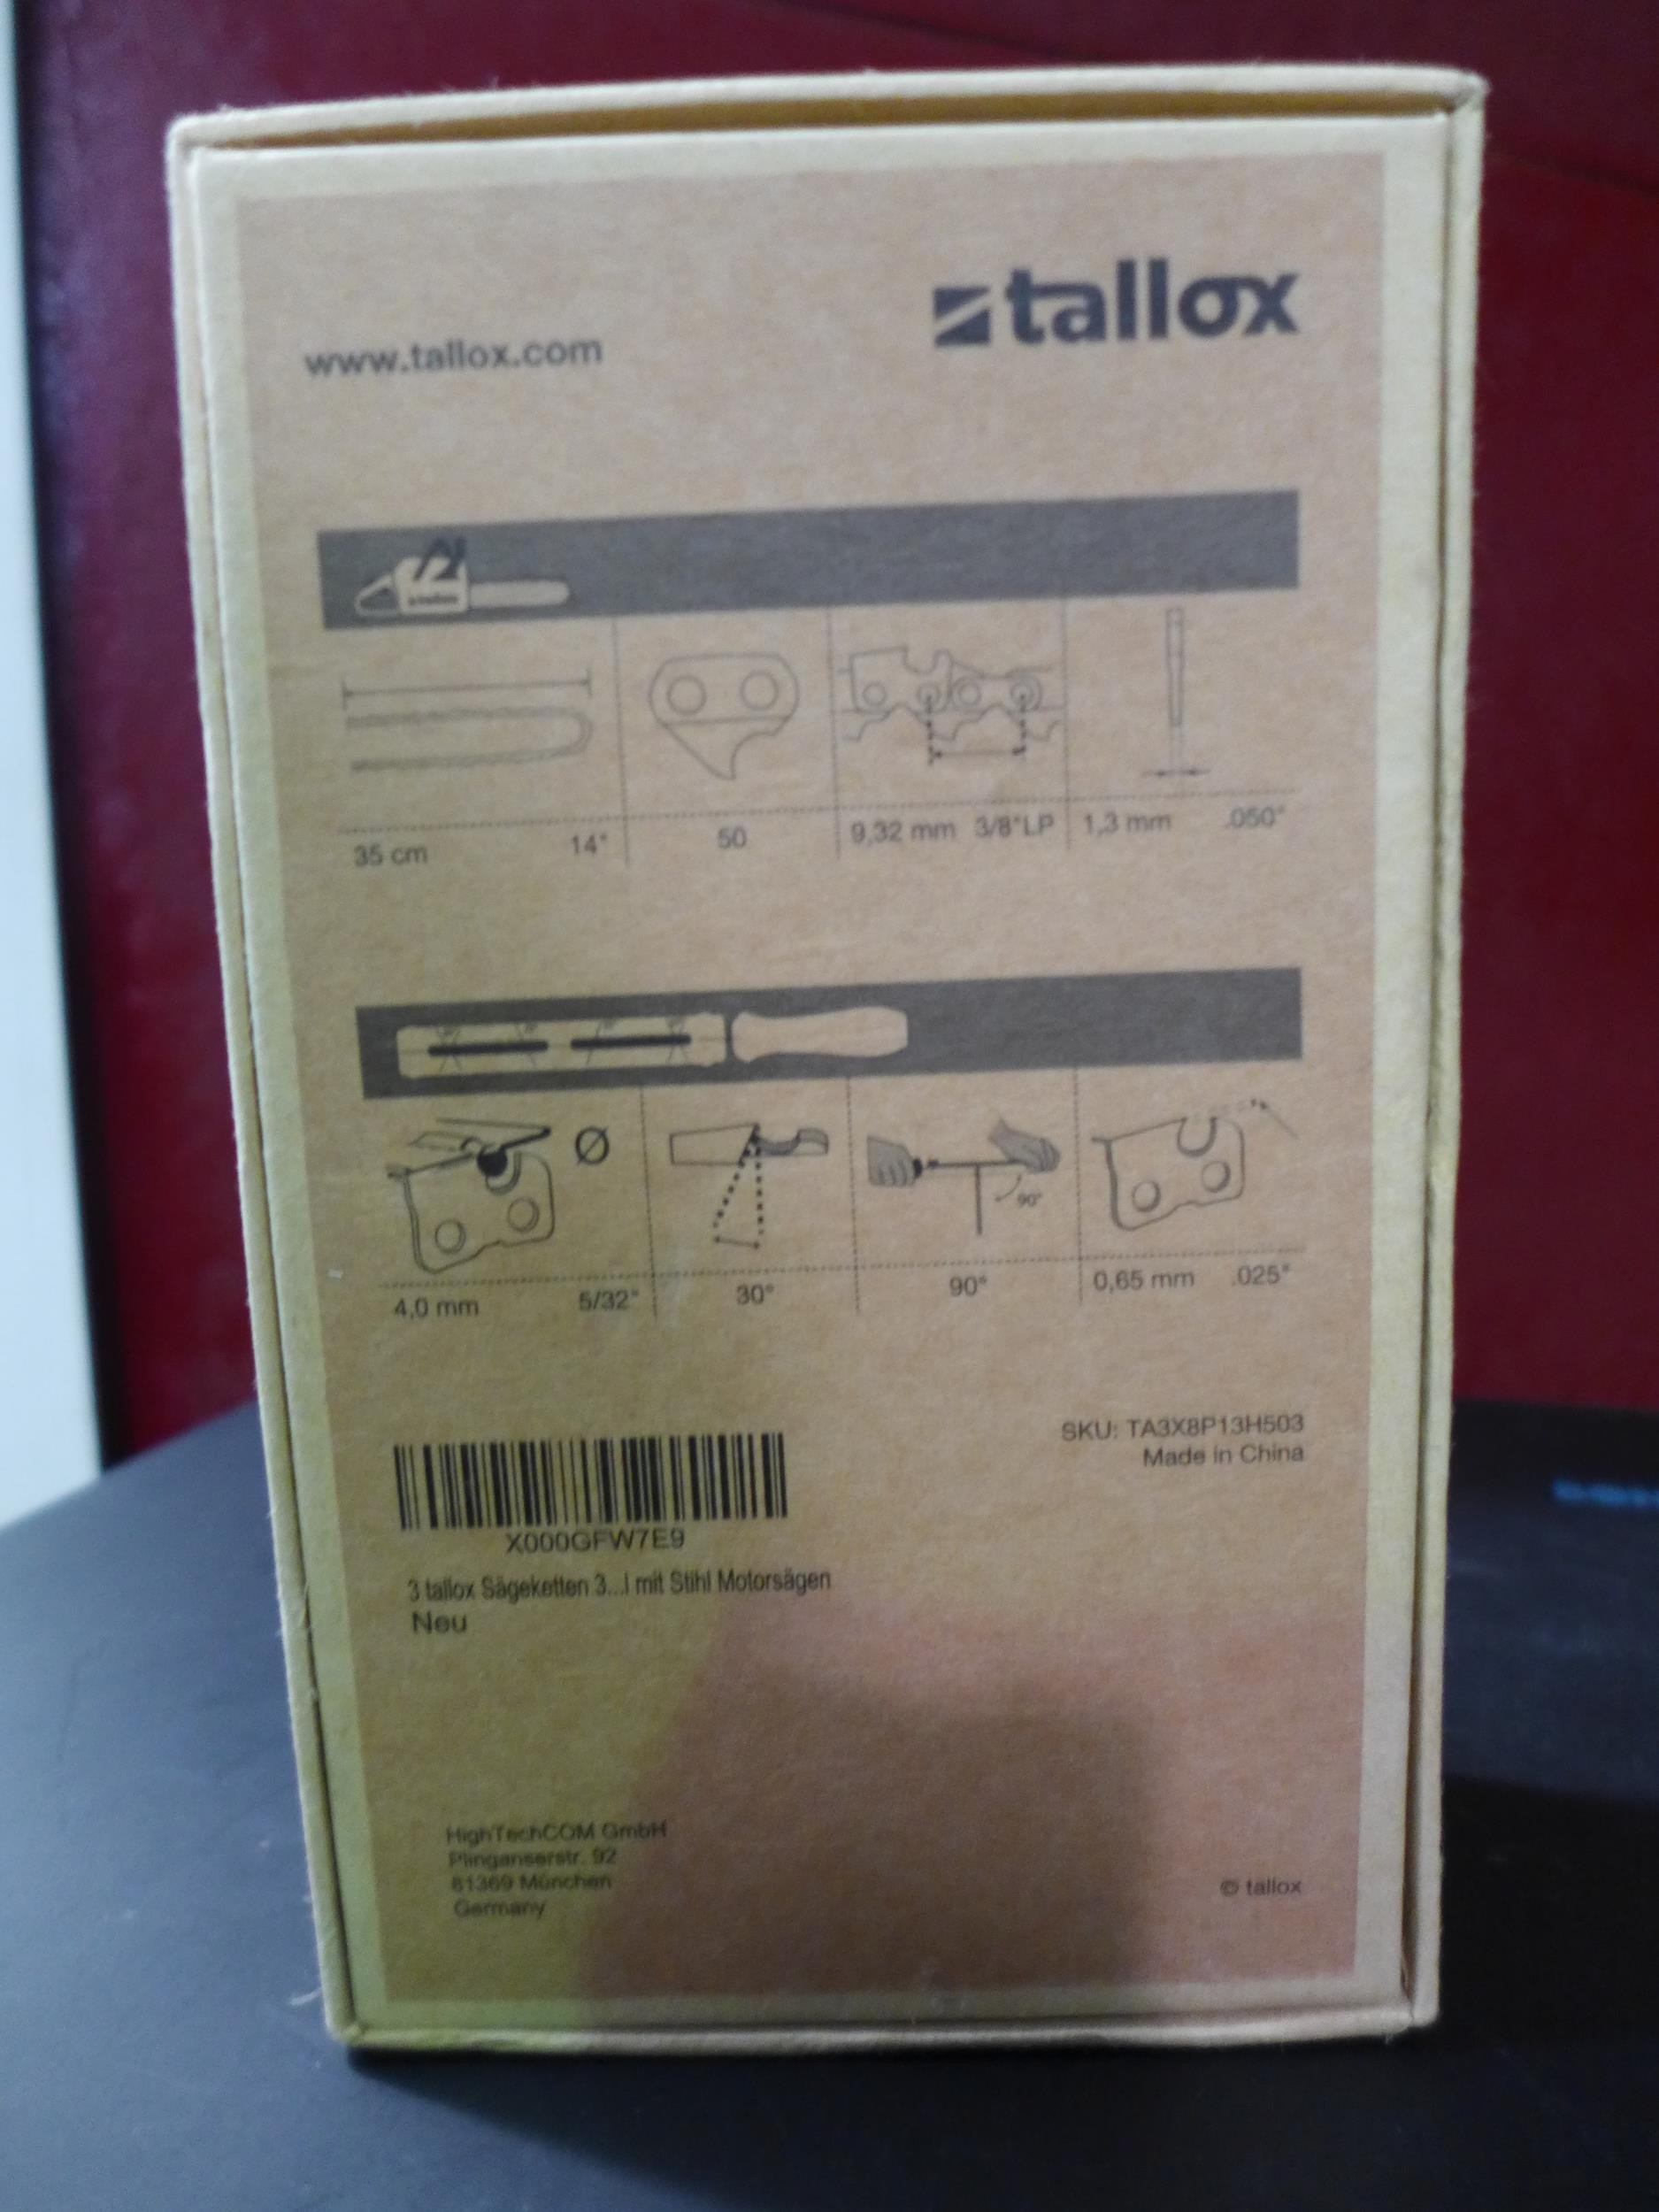 tallox
www.tallox.com
35 cm 14" 50 9,32 mm 3/8"LP 1,3 mm .050"
Ø
90°
4,0 mm 5/32" 30° 90° 0,65 mm .025"
SKU: TA3X8P13H503
Made in China
X000GFW7E9
3 tallox Sägeketten 3...l mit Stihl Motorsägen
Neu
HighTechCOM GmbH
Plinganserstr. 92
81369 München
Germany
© tallox